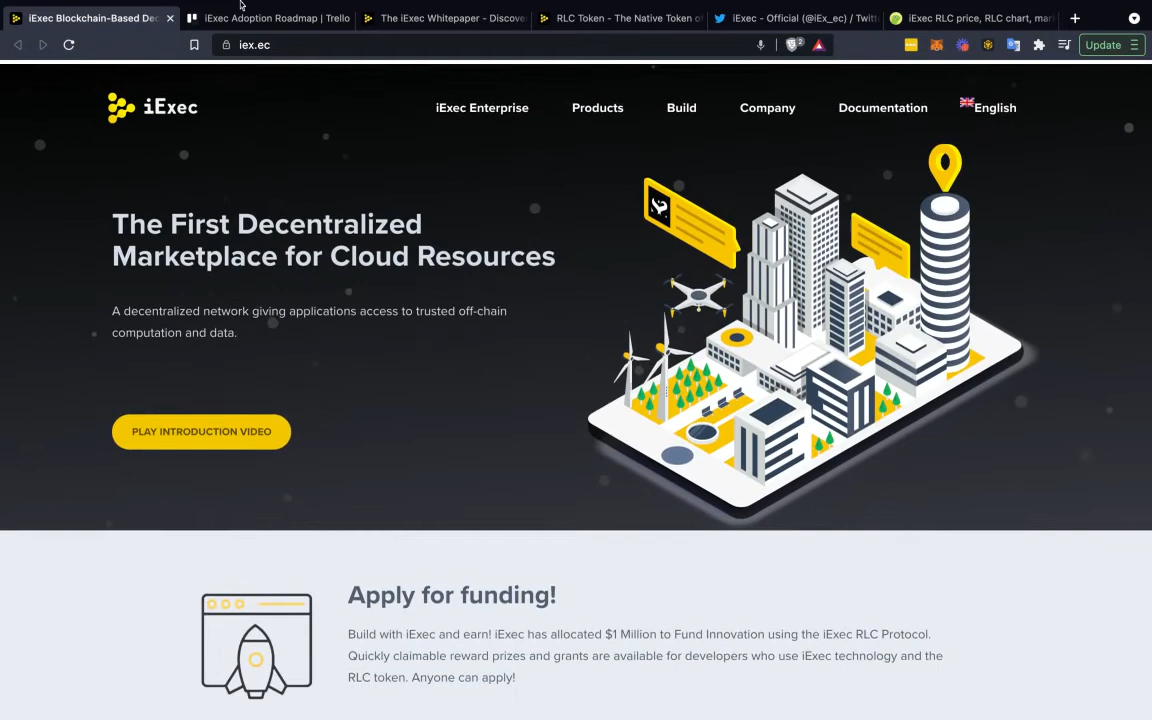 iExec Blockchain-Based Dec
iExec Adoption Roadmap | Trello
The iExec Whitepaper - Discove
RLC Token - The Native Token of
iExec - Official (@iEx_ec) / Twitt
iExec RLC price, RLC chart, mar
iex.ec
2
Update
iExec
iExec Enterprise
Products
Build
Company
Documentation
English
The First Decentralized
Marketplace for Cloud Resources
A decentralized network giving applications access to trusted off-chain
computation and data.
PLAY INTRODUCTION VIDEO
Apply for funding!
Build with iExec and earn! iExec has allocated $1 Million to Fund Innovation using the iExec RLC Protocol.
Quickly claimable reward prizes and grants are available for developers who use iExec technology and the
RLC token. Anyone can apply!